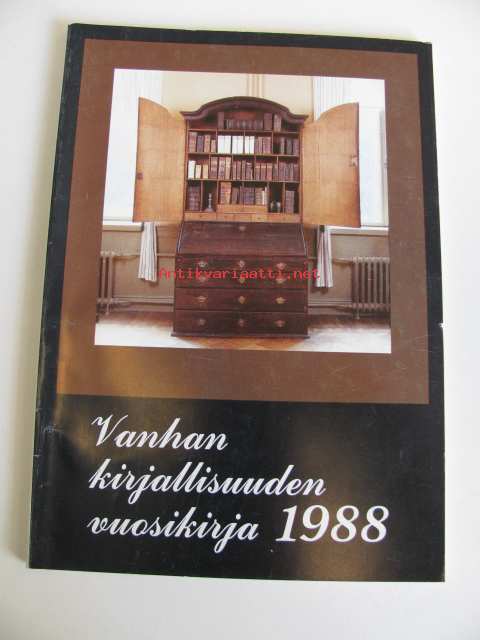 Antikvariaatti.net
Vanhan
kirjallisuuden
vuosikirja 1988